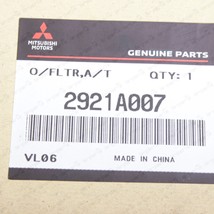 MITSUBISHI
MOTORS
GENUINE PARTS
O/FLTR,A/T QTY: 1
2921A007
VL06 MADE IN CHINA